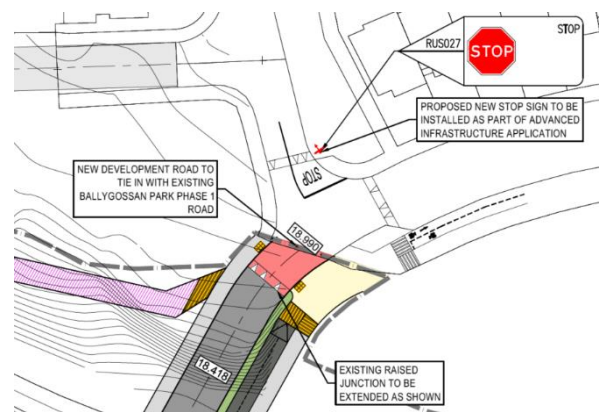 STOP
RUS027
STOP
PROPOSED NEW STOP SIGN TO BE
INSTALLED AS PART OF ADVANCED
INFRASTRUCTURE APPLICATION
NEW DEVELOPMENT ROAD TO
TIE IN WITH EXISTING
BALLYGOSSAN PARK PHASE 1
ROAD
STOP
18.990
18.418
EXISTING RAISED
JUNCTION TO BE
EXTENDED AS SHOWN